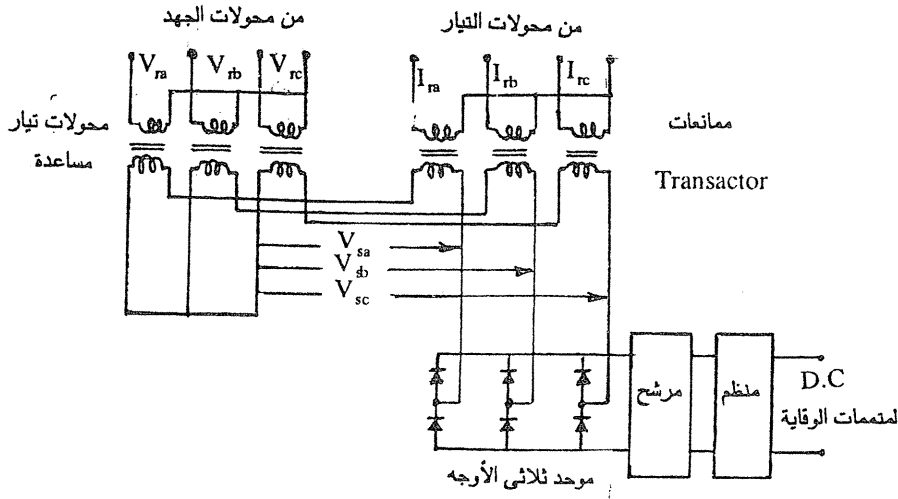 من محولات الجهد
من محولات التيار
V_ra V_rb V_rc
I_ra I_rb I_rc
محولات تيار
مساعدة
ممانعات
Transactor
V_sa
V_sb
V_sc
مرشح
منظم
D.C
لمتممات الوقاية
موحد ثلاثى الأوجه